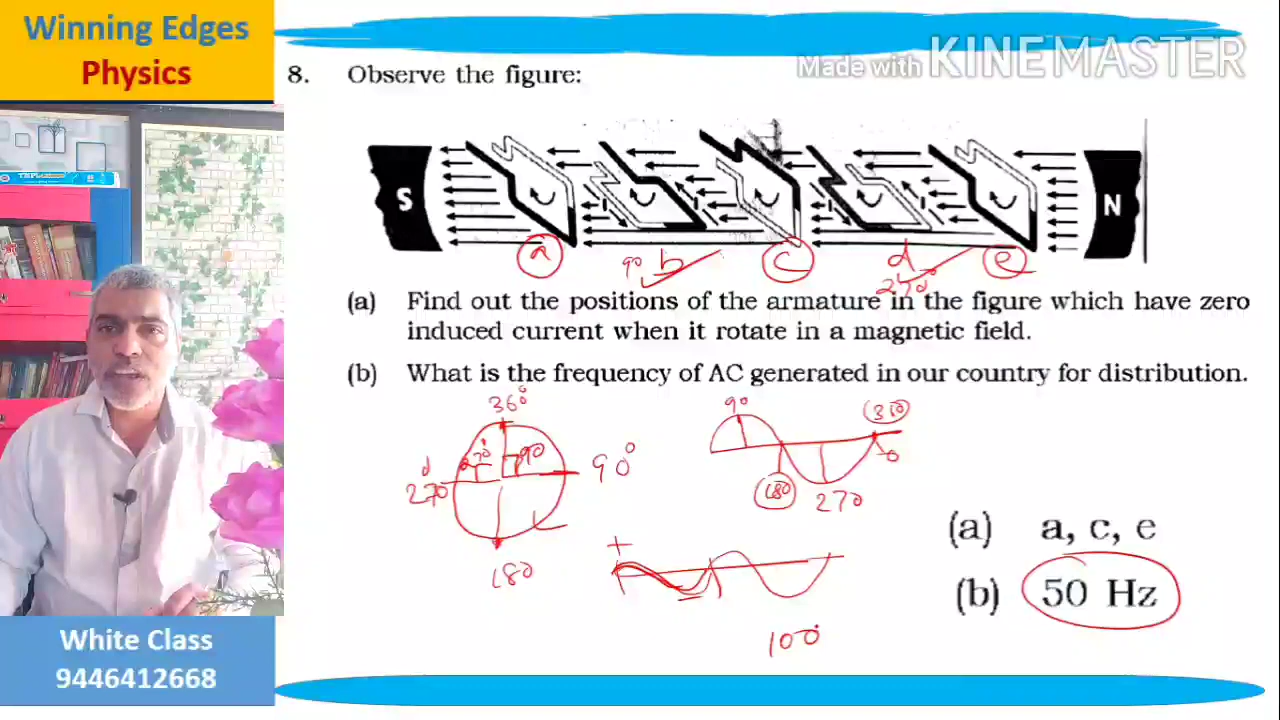 Winning Edges
Physics
Made with KINEMASTER
8. Observe the figure:
S
N
a
90 b
c
d
270°
e
(a) Find out the positions of the armature in the figure which have zero
induced current when it rotate in a magnetic field.
(b) What is the frequency of AC generated in our country for distribution.
360°
90
270°
90
90°
d
270
180
90
180
270
0
+
100
(a) a, c, e
(b) 50 Hz
White Class
9446412668